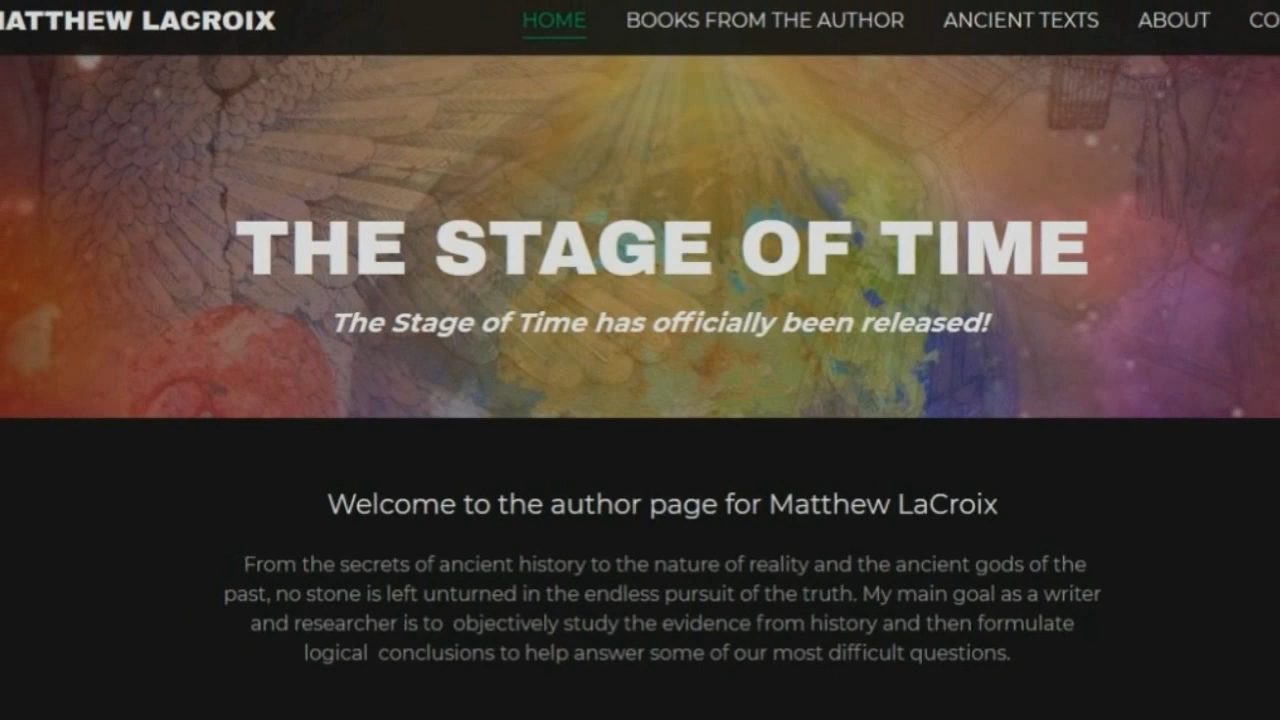 MATTHEW LACROIX
HOME BOOKS FROM THE AUTHOR ANCIENT TEXTS ABOUT CO
THE STAGE OF TIME
The Stage of Time has officially been released!
Welcome to the author page for Matthew LaCroix
From the secrets of ancient history to the nature of reality and the ancient gods of the
past, no stone is left unturned in the endless pursuit of the truth. My main goal as a writer
and researcher is to objectively study the evidence from history and then formulate
logical conclusions to help answer some of our most difficult questions.